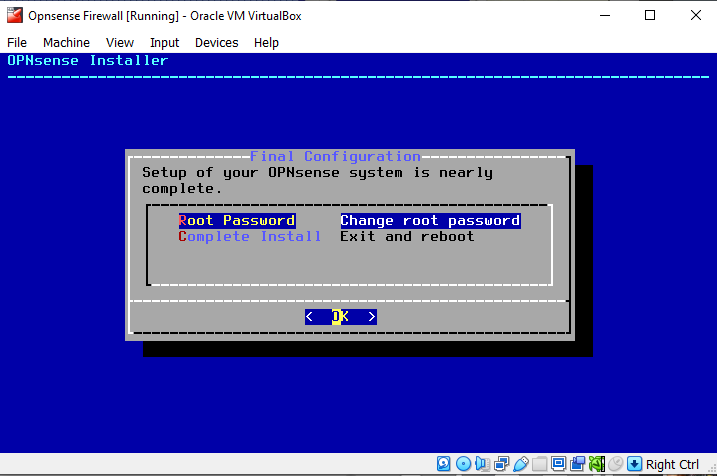 Opnsense Firewall [Running] - Oracle VM VirtualBox
File Machine View Input Devices Help
OPNsense Installer
Final Configuration
Setup of your OPNsense system is nearly
complete.
Root Password Change root password
Complete Install Exit and reboot
< OK >
Right Ctrl